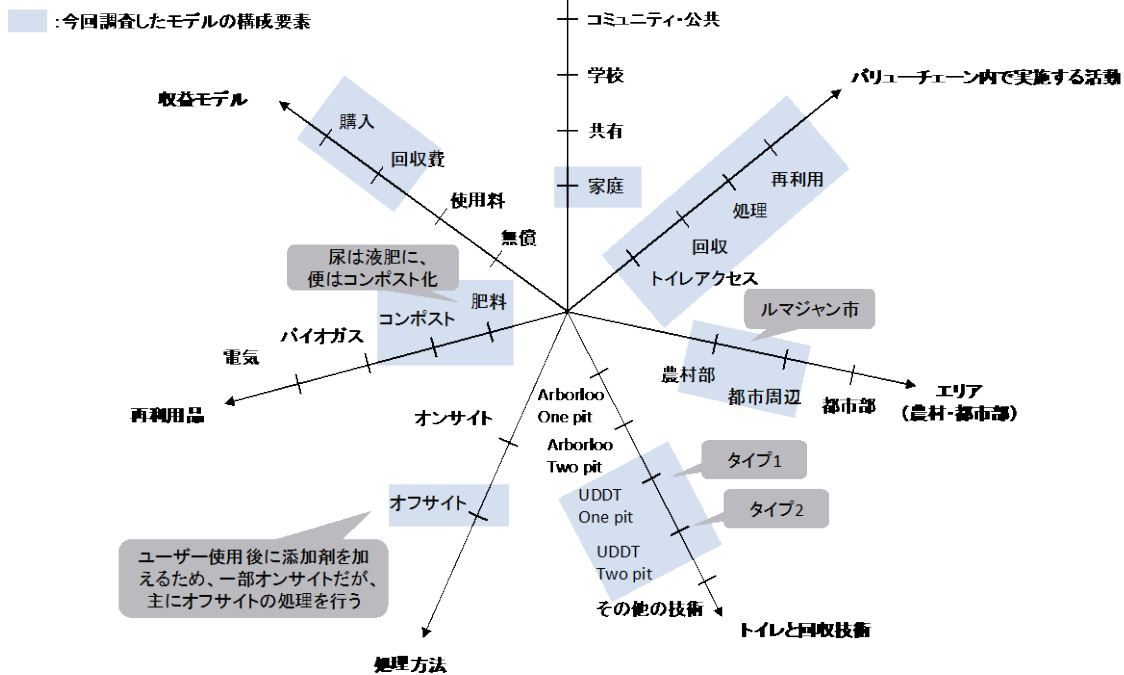 ：今回調査したモデルの構成要素
コミュニティ・公共
学校
共有
家庭
バリューチェーン内で実施する活動
再利用
処理
回収
トイレアクセス
収益モデル
購入
回収費
使用料
無償
尿は液肥に、
便はコンポスト化
肥料
コンポスト
バイオガス
電気
再利用品
ルマジャン市
農村部
都市周辺
都市部
エリア
（農村・都市部）
オンサイト
オフサイト
ユーザー使用後に添加剤を加
えるため、一部オンサイトだが、
主にオフサイトの処理を行う
処理方法
Arborloo
One pit
Arborloo
Two pit
UDDT
One pit
UDDT
Two pit
タイプ1
タイプ2
その他の技術
トイレと回収技術